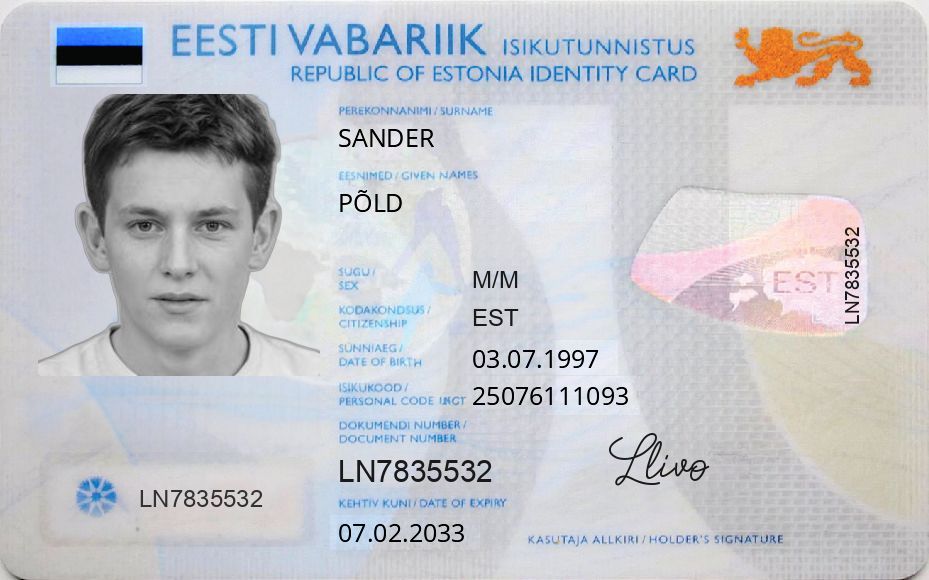 EESTI VABARIIK ISIKUTUNNISTUS
REPUBLIC OF ESTONIA IDENTITY CARD
PEREKONNANIMI / SURNAME
SANDER
EESNIMED / GIVEN NAMES
PÕLD
SUGU /
SEX
M/M
KODAKONDSUS /
CITIZENSHIP
EST
SÜNNIAEG /
DATE OF BIRTH
03.07.1997
ISIKUKOOD /
PERSONAL CODE
25076111093
DOKUMENDI NUMBER /
DOCUMENT NUMBER
LN7835532
KEHTIV KUNI / DATE OF EXPIRY
07.02.2033
LN7835532
EST
LN7835532
Llivo
KASUTAJA ALLKIRI / HOLDER'S SIGNATURE